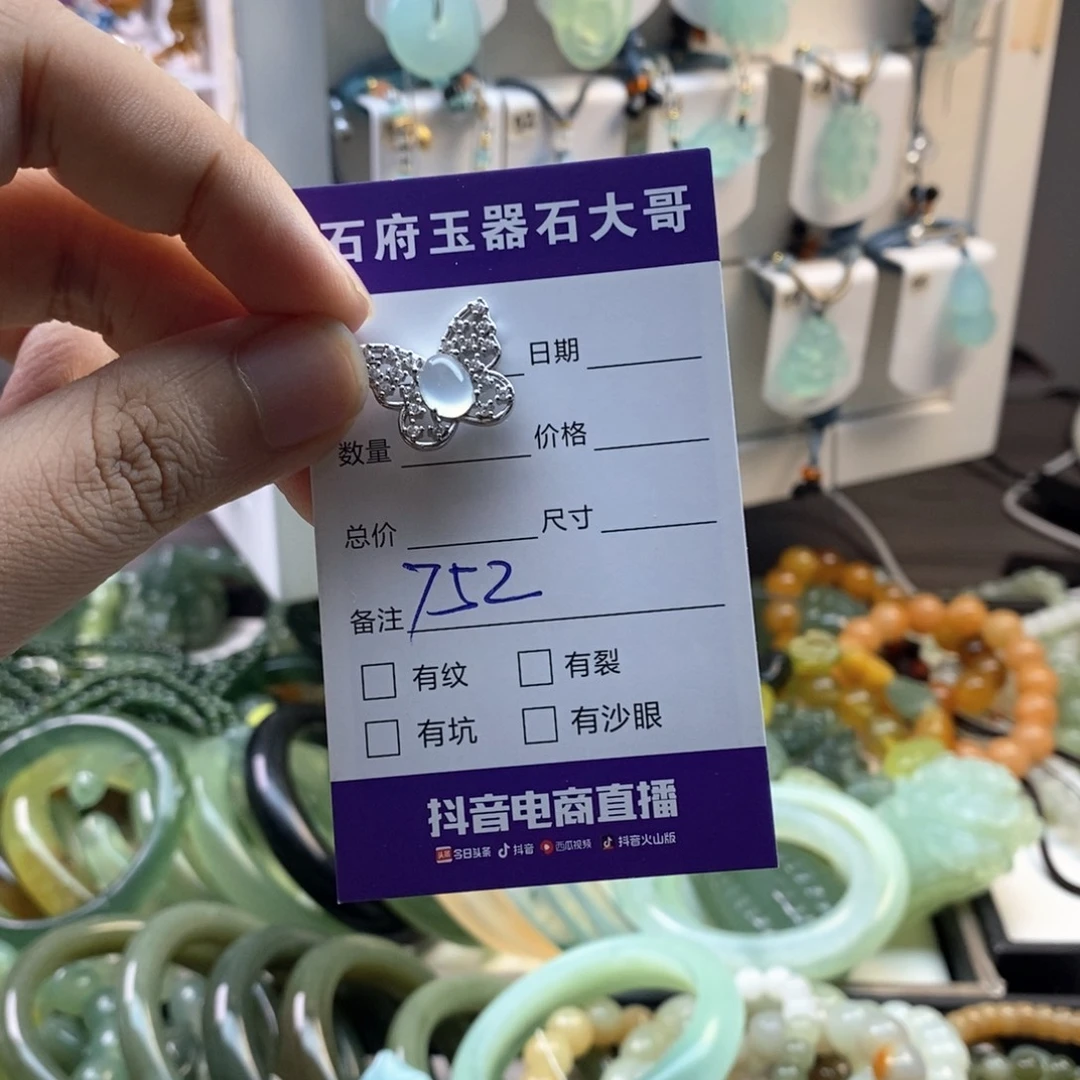 石府玉器石大哥
日期
数量 价格
总价 尺寸
备注 752
有纹 有裂
有坑 有沙眼
抖音电商直播
头条 今日头条 抖音 西瓜视频 抖音火山版